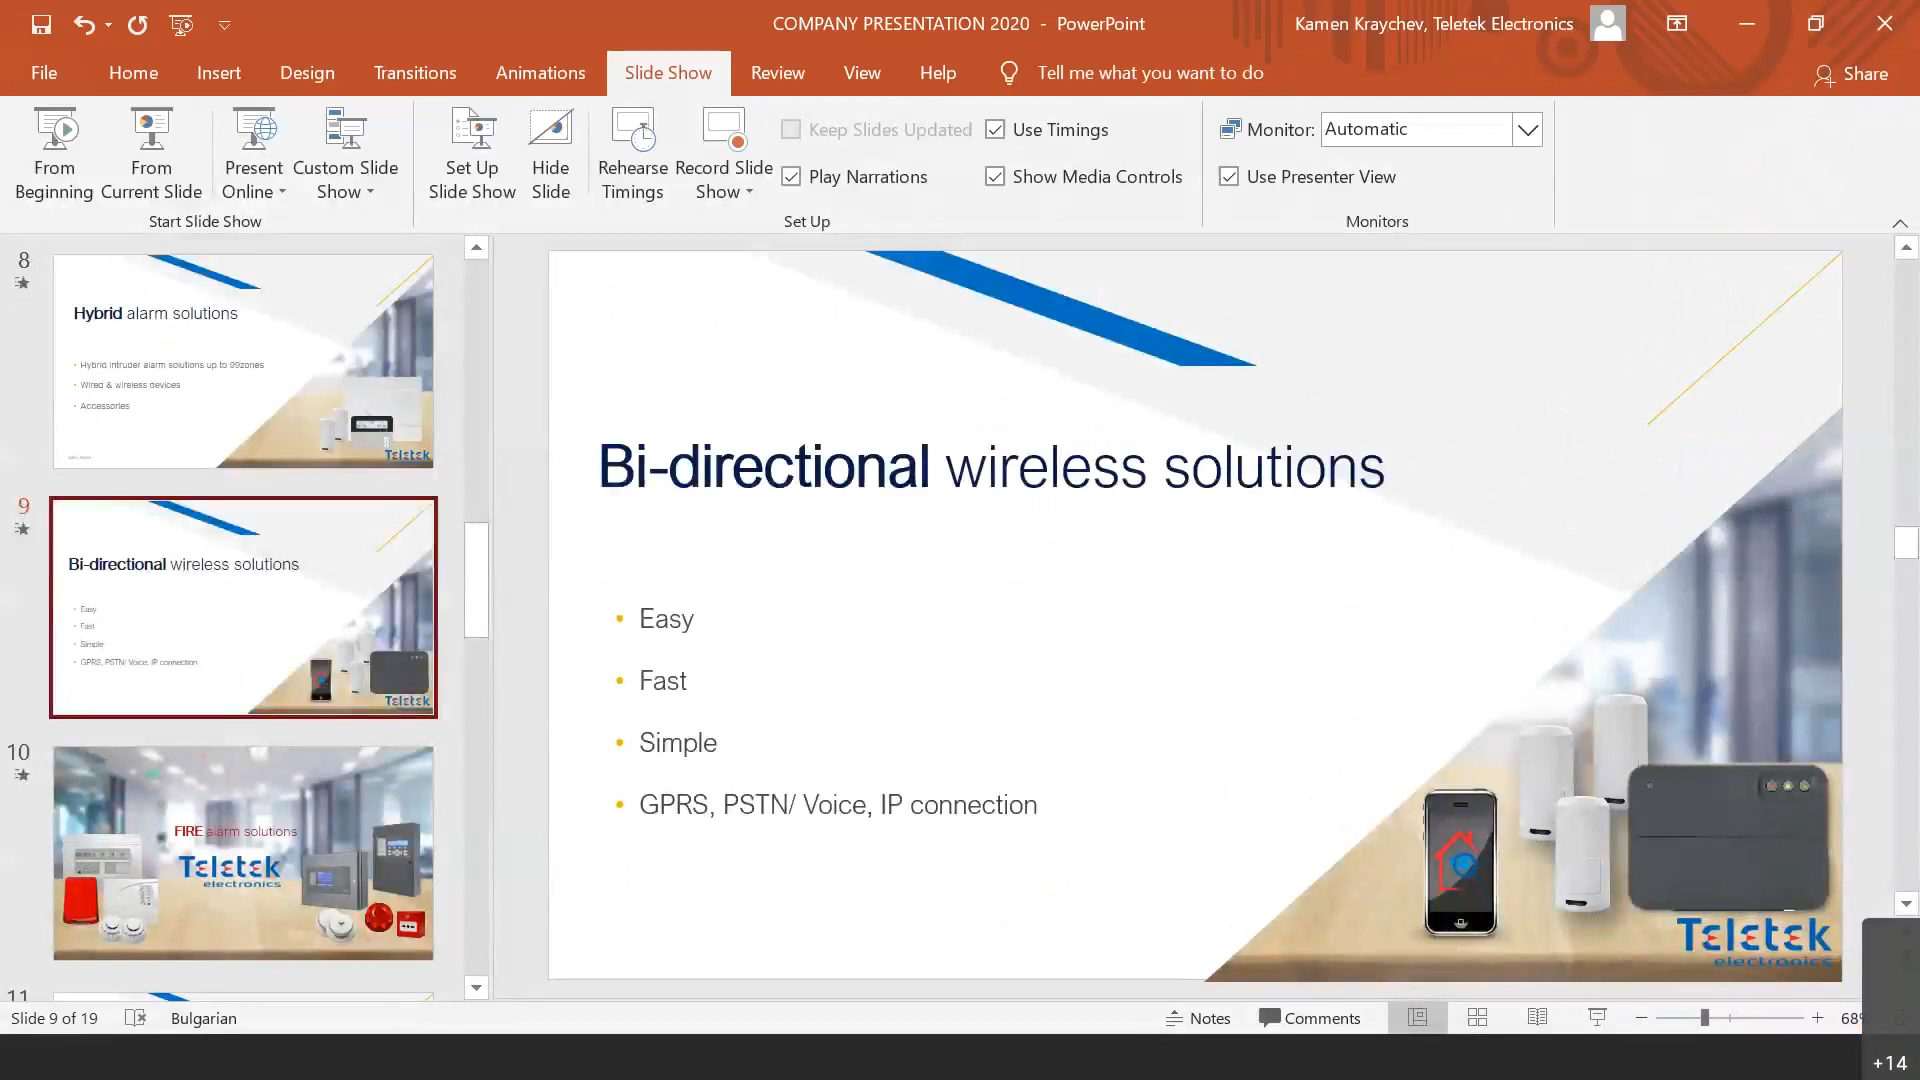 COMPANY PRESENTATION 2020 - PowerPoint
Kamen Kraychev, Teletek Electronics
File Home Insert Design Transitions Animations Slide Show Review View Help Tell me what you want to do Share
From Beginning
From Current Slide
Present Online
Custom Slide Show
Start Slide Show
Set Up Slide Show
Hide Slide
Rehearse Timings
Record Slide Show
Keep Slides Updated
Play Narrations
Use Timings
Show Media Controls
Set Up
Monitor: Automatic
Use Presenter View
Monitors
8
Hybrid alarm solutions
Hybrid intruder alarm solutions up to 99zones
Wired & wireless devices
Accessories
Teletek
9
Bi-directional wireless solutions
Easy
Fast
Simple
GPRS, PSTN/ Voice, IP connection
Teletek
10
FIRE alarm solutions
Teletek
electronics
11
Bi-directional wireless solutions
• Easy
• Fast
• Simple
• GPRS, PSTN/ Voice, IP connection
Teletek
electronics
Slide 9 of 19
Bulgarian
Notes
Comments
68%
+14